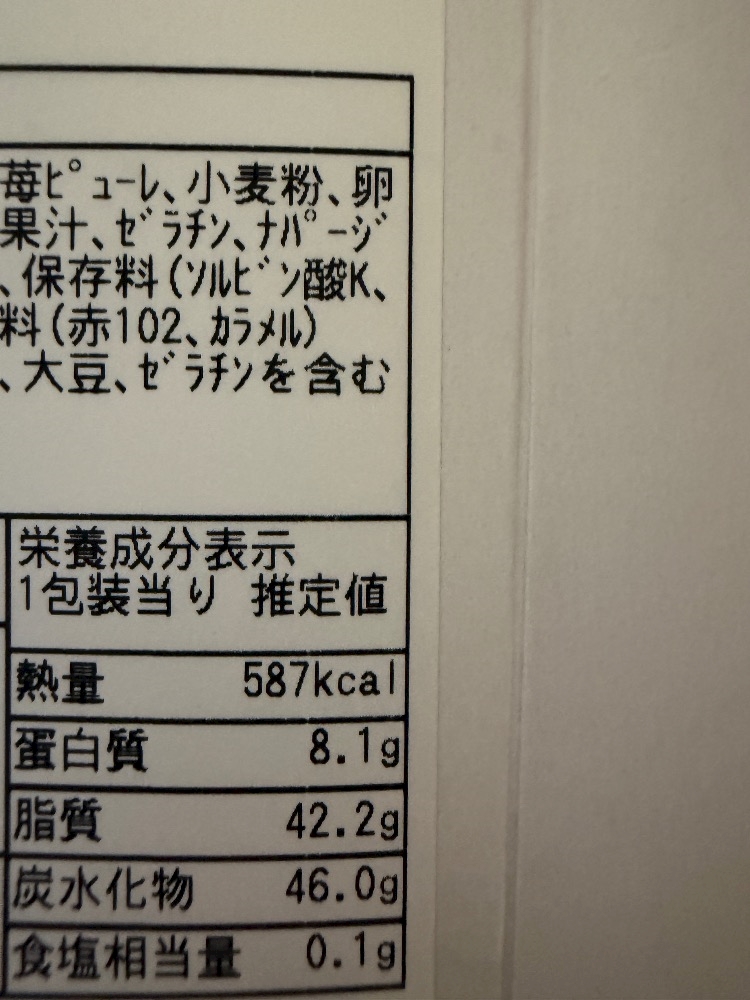 苺ﾋﾟｭｰﾚ、小麦粉、卵
果汁、ｾﾞﾗﾁﾝ、ﾅﾊﾟｰｼﾞ
、保存料(ｿﾙﾋﾞﾝ酸K、
料(赤102、ｶﾗﾒﾙ)
、大豆、ｾﾞﾗﾁﾝを含む
栄養成分表示
1包装当り 推定値
熱量 587kcal
蛋白質 8.1g
脂質 42.2g
炭水化物 46.0g
食塩相当量 0.1g